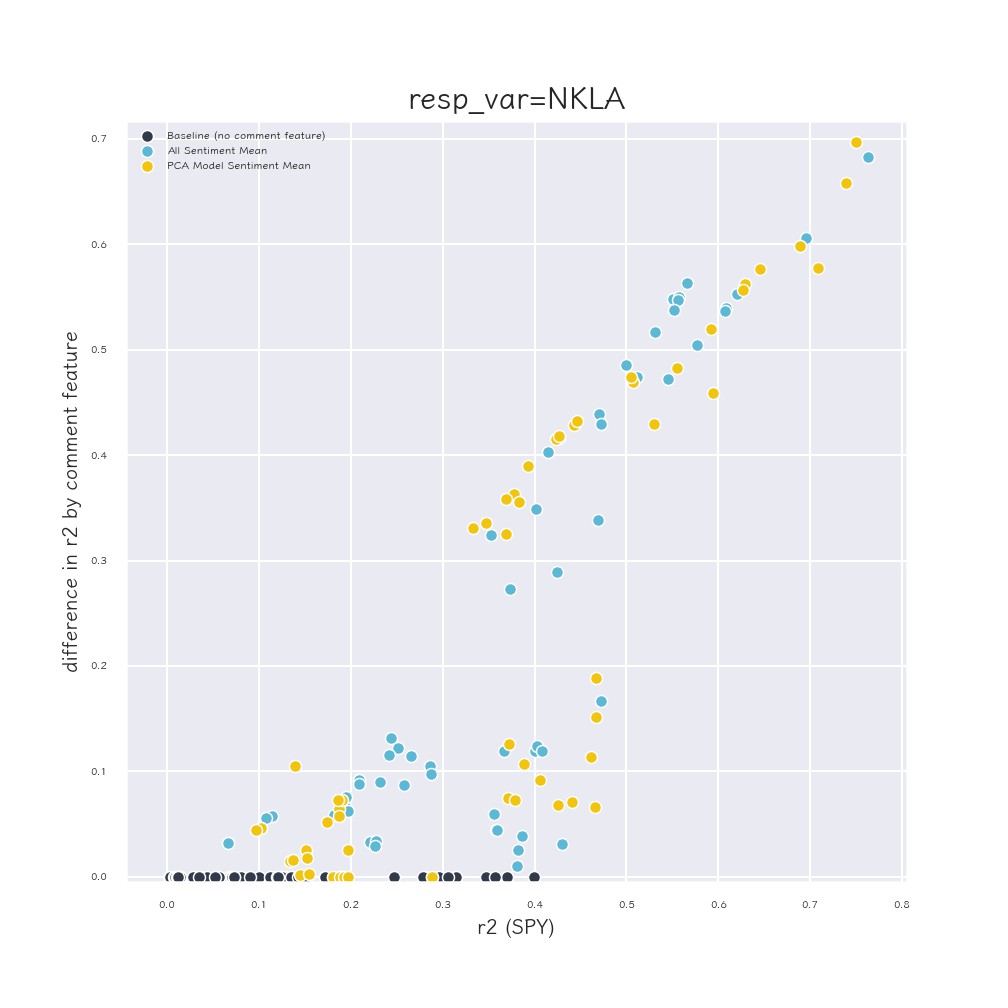 resp_var=NKLA
Baseline (no comment feature)
All Sentiment Mean
PCA Model Sentiment Mean
difference in r2 by comment feature
0.7
0.6
0.5
0.4
0.3
0.2
0.1
0.0
0.0 0.1 0.2 0.3 0.4 0.5 0.6 0.7 0.8
r2 (SPY)